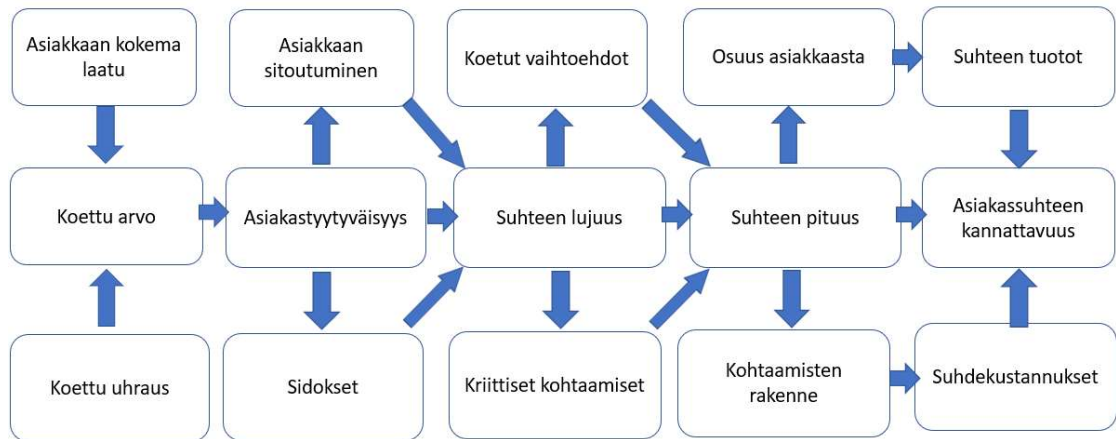 Asiakkaan kokema
laatu
Asiakkaan
sitoutuminen
Koetut vaihtoehdot
Osuus asiakkaasta
Suhteen tuotot
Koettu arvo
Asiakastyytyväisyys
Suhteen lujuus
Suhteen pituus
Asiakassuhteen
kannattavuus
Koettu uhraus
Sidokset
Kriittiset kohtaamiset
Kohtaamisten
rakenne
Suhdekustannukset